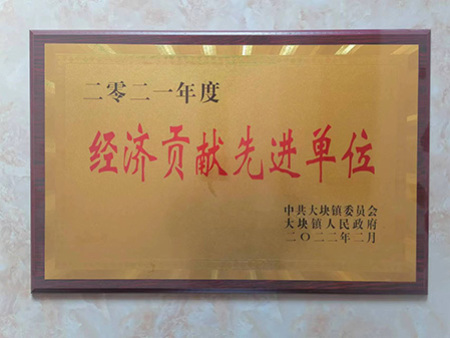 二零二一年度
经济贡献先进单位
中共大块镇委员会
大块镇人民政府
二〇二二年二月